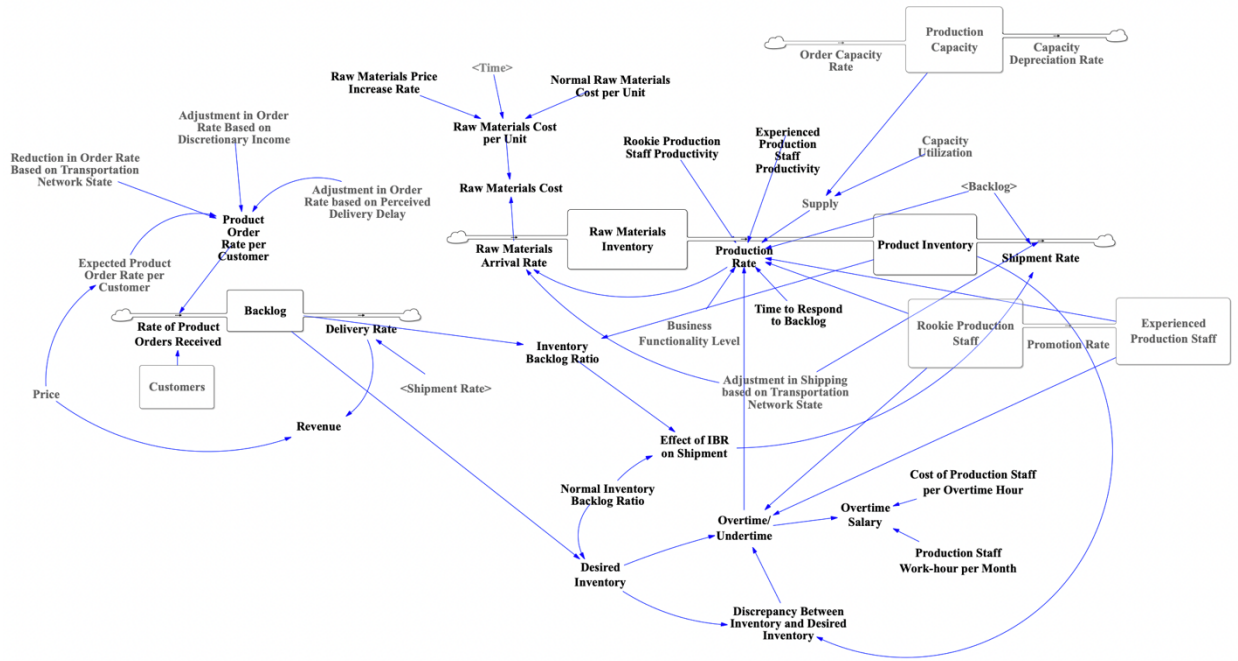 Production
Capacity
Order Capacity
Rate
Capacity
Depreciation Rate
<Time>
Raw Materials Price
Increase Rate
Normal Raw Materials
Cost per Unit
Adjustment in Order
Rate Based on
Discretionary Income
Raw Materials Cost
per Unit
Rookie Production
Staff Productivity
Experienced
Production
Staff
Productivity
Capacity
Utilization
Reduction in Order Rate
Based on Transportation
Network State
Adjustment in Order
Rate based on Perceived
Delivery Delay
Raw Materials Cost
Supply
<Backlog>
Product
Order
Rate per
Customer
Raw Materials
Inventory
Product Inventory
Raw Materials
Arrival Rate
Production
Rate
Shipment Rate
Expected Product
Order Rate per
Customer
Backlog
Rate of Product
Orders Received
Delivery Rate
Time to Respond
to Backlog
Business
Functionality Level
Rookie Production
Staff
Promotion Rate
Experienced
Production Staff
Inventory
Backlog Ratio
Customers
Price
<Shipment Rate>
Adjustment in Shipping
based on Transportation
Network State
Revenue
Effect of IBR
on Shipment
Normal Inventory
Backlog Ratio
Cost of Production Staff
per Overtime Hour
Overtime/
Undertime
Overtime
Salary
Production Staff
Work-hour per Month
Desired
Inventory
Discrepancy Between
Inventory and Desired
Inventory